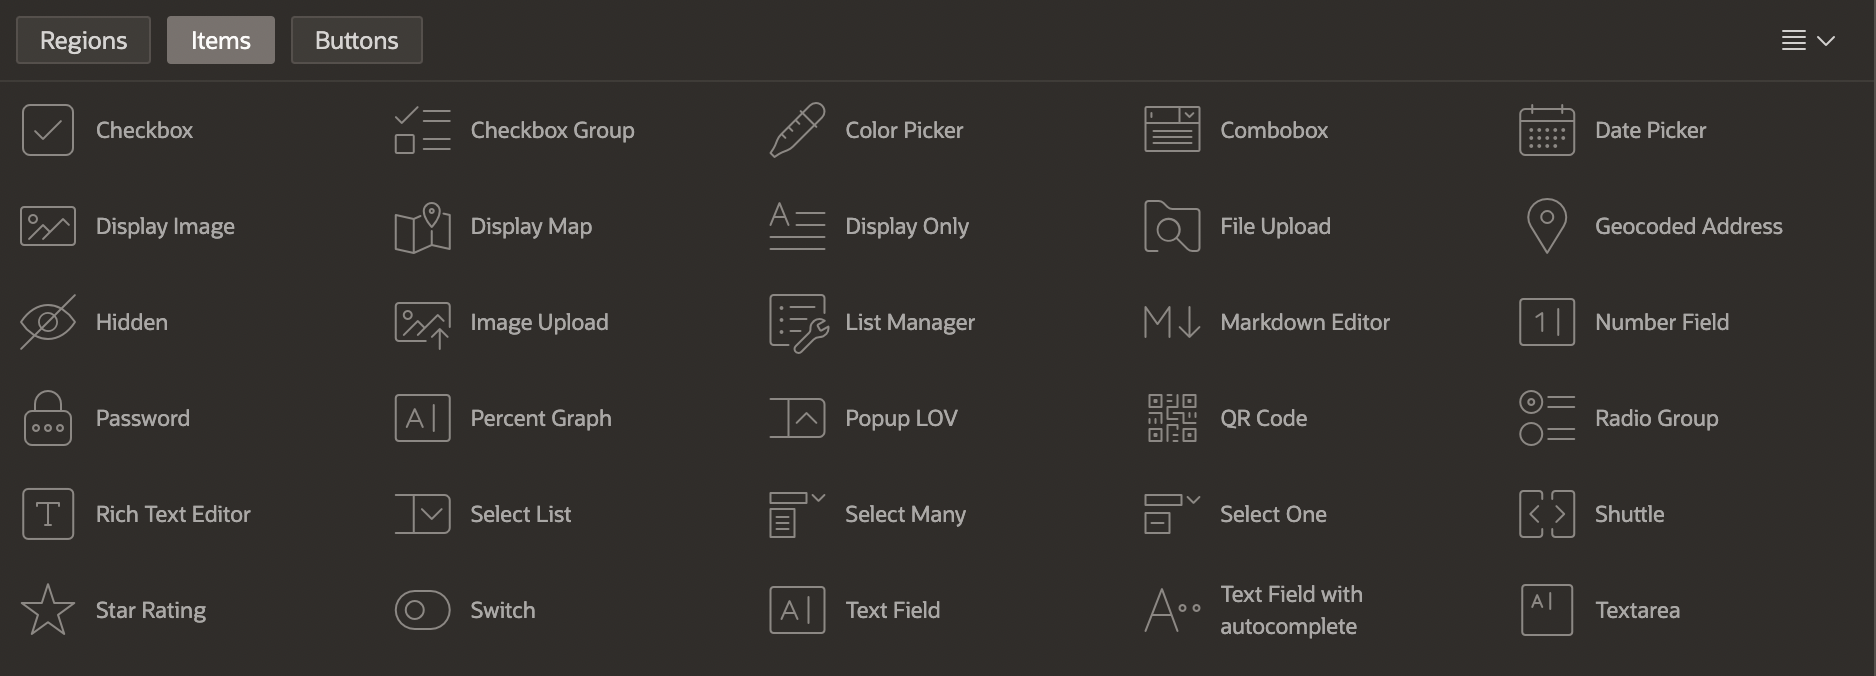 Regions Items Buttons
Checkbox Checkbox Group Color Picker Combobox Date Picker
Display Image Display Map Display Only File Upload Geocoded Address
Hidden Image Upload List Manager Markdown Editor Number Field
Password Percent Graph Popup LOV QR Code Radio Group
Rich Text Editor Select List Select Many Select One Shuttle
Star Rating Switch Text Field Text Field with
autocomplete Textarea